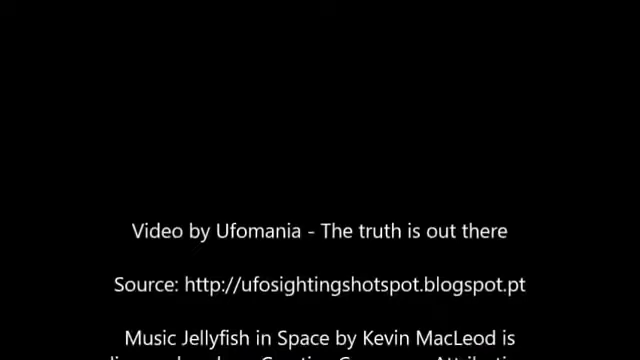 Video by Ufomania - The truth is out there
Source: http://ufosightingshotspot.blogspot.pt
Music Jellyfish in Space by Kevin MacLeod is